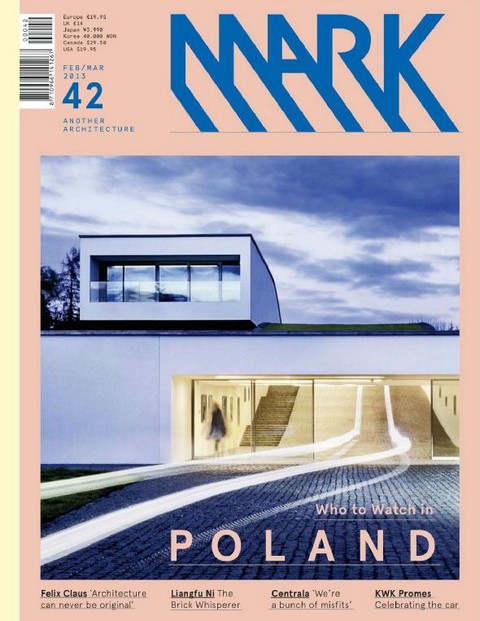 Europe €19.95
UK £14
Japan ¥3.990
Korea 40.000 WON
Canada $29.50
USA $19.95
FEB/MAR
2013
42
ANOTHER
ARCHITECTURE
MARK
Who to Watch in
POLAND
Felix Claus 'Architecture
can never be original'
Liangfu Ni The
Brick Whisperer
Centrala 'We're
a bunch of misfits'
KWK Promes
Celebrating the car